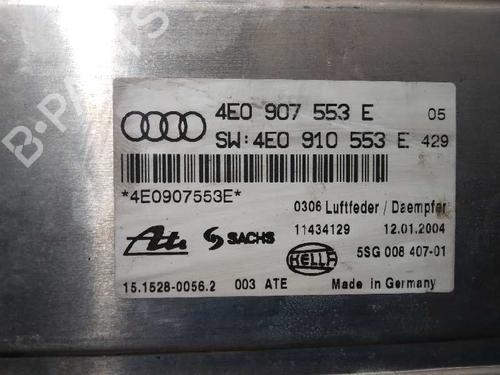 B-PARTS
4E0 907 553 E 05
SW:4E0 910 553 E 429
*4E0907553E*
0306 Luftfeder / Daempfer
11434129 12.01.2004
Ate SACHS HELLA 5SG 008 407-01
15.1528-0056.2 003 ATE Made in Germany